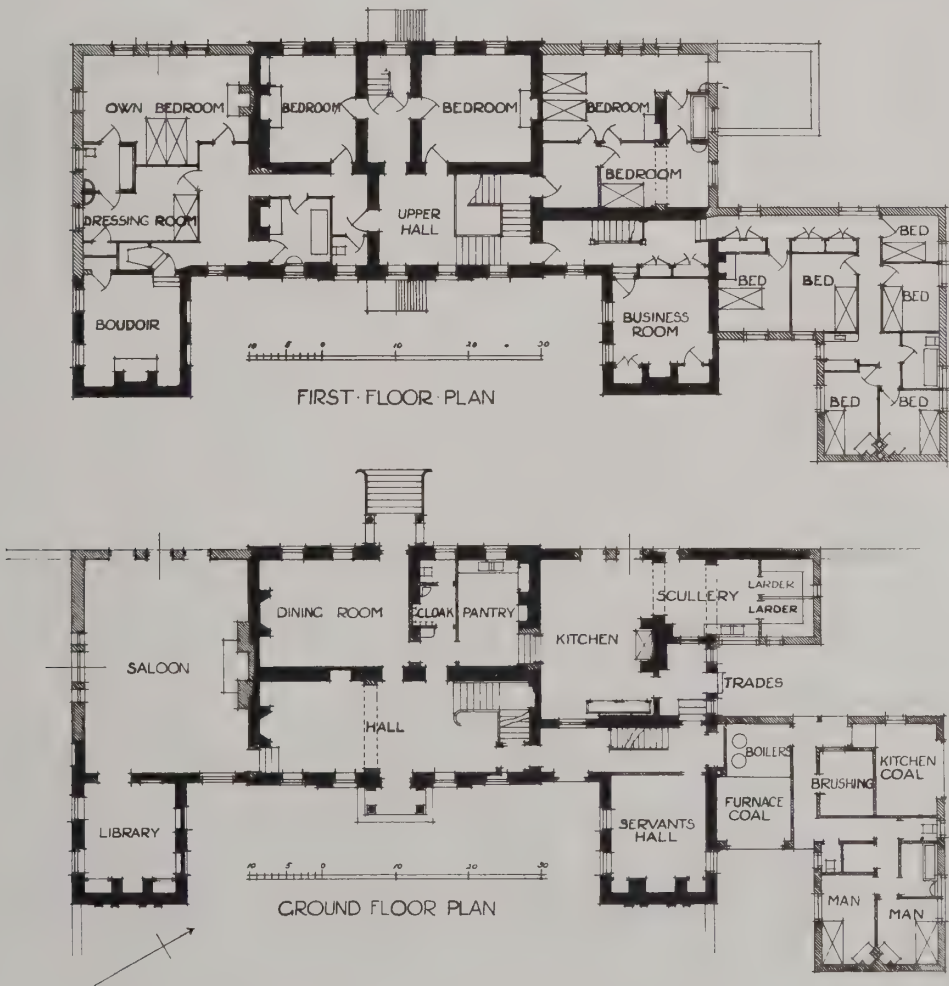 OWN BEDROOM
BEDROOM
BEDROOM
BEDROOM
BEDROOM
DRESSING ROOM
UPPER
HALL
BED
BED
BED
BED
BOUDOIR
BUSINESS
ROOM
BED
BED
10 5 0 10 20 30
FIRST·FLOOR·PLAN
DINING ROOM
CLOAK
PANTRY
KITCHEN
SCULLERY
LARDER
LARDER
SALOON
TRADES
HALL
BOILERS
BRUSHING
KITCHEN
COAL
LIBRARY
SERVANTS
HALL
FURNACE
COAL
10 5 0 10 20 30
GROUND FLOOR PLAN
MAN
MAN